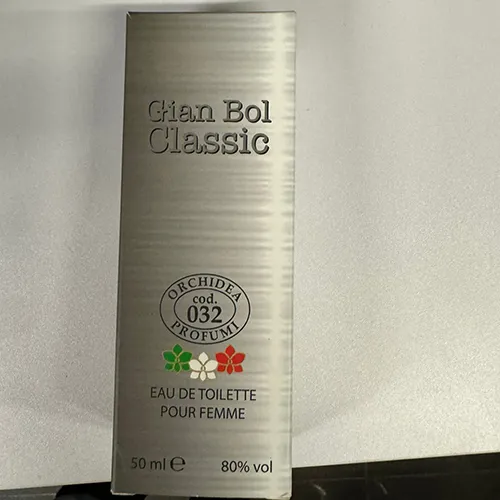 Gian Bol
Classic
ORCHIDEA
cod.
032
PROFUMI
EAU DE TOILETTE
POUR FEMME
50 ml ℮ 80% vol